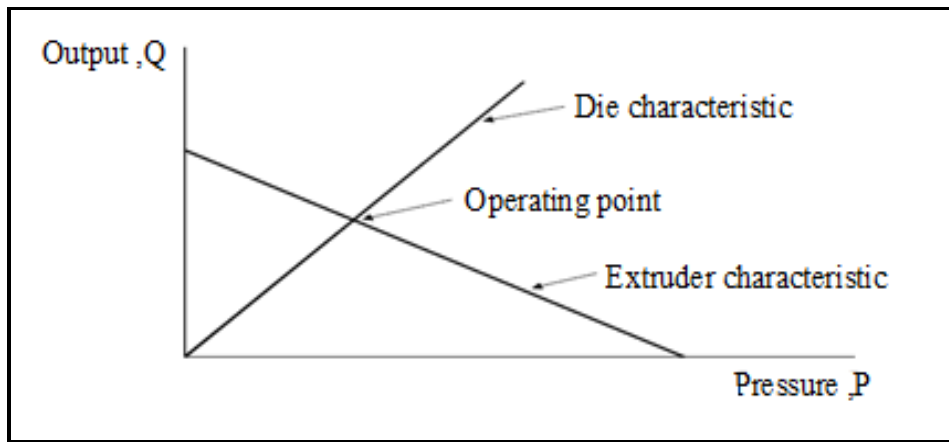 Output ,Q
Die characteristic
Operating point
Extruder characteristic
Pressure ,P